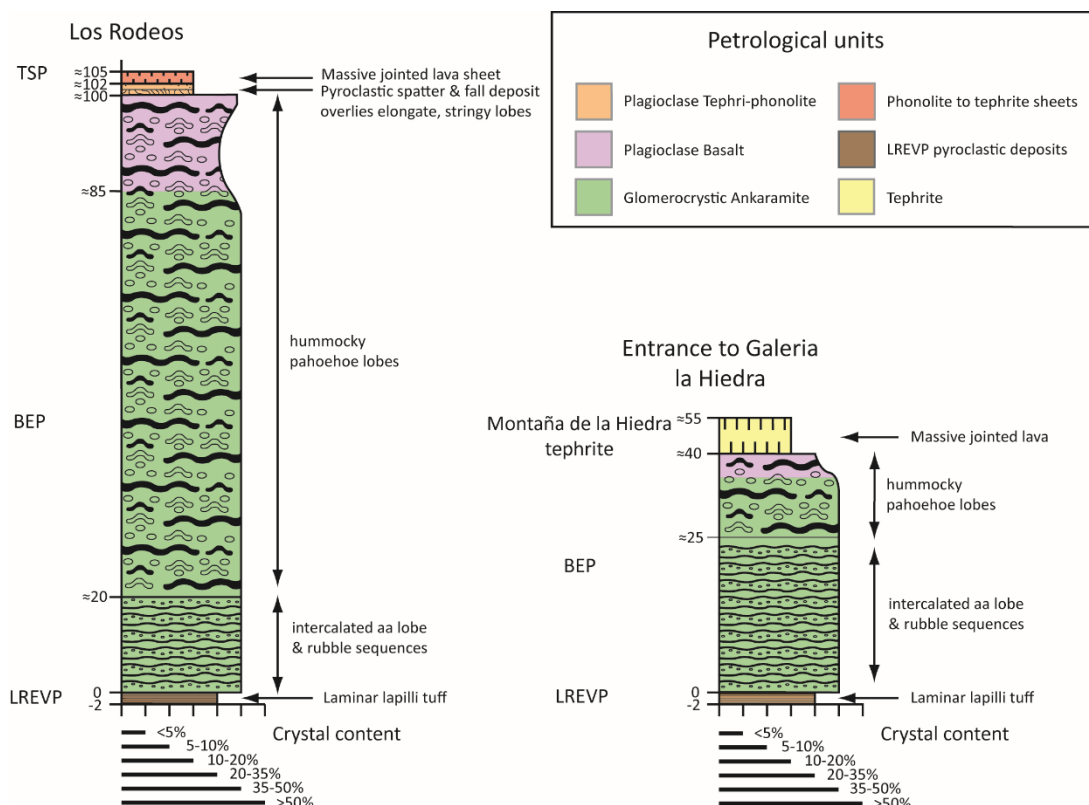 Los Rodeos
TSP
≈105
≈102
≈100
≈85
BEP
≈20
0
LREVP
-2
Massive jointed lava sheet
Pyroclastic spatter & fall deposit
overlies elongate, stringy lobes
hummocky
pahoehoe lobes
intercalated aa lobe
& rubble sequences
Laminar lapilli tuff
Crystal content
<5%
5-10%
10-20%
20-35%
35-50%
>50%
Petrological units
Plagioclase Tephri-phonolite
Phonolite to tephrite sheets
Plagioclase Basalt
LREVP pyroclastic deposits
Glomerocrystic Ankaramite
Tephrite
Entrance to Galeria
la Hiedra
Montaña de la Hiedra
tephrite
≈55
≈40
≈25
BEP
0
LREVP
-2
Massive jointed lava
hummocky
pahoehoe lobes
intercalated aa lobe
& rubble sequences
Laminar lapilli tuff
Crystal content
<5%
5-10%
10-20%
20-35%
35-50%
>50%